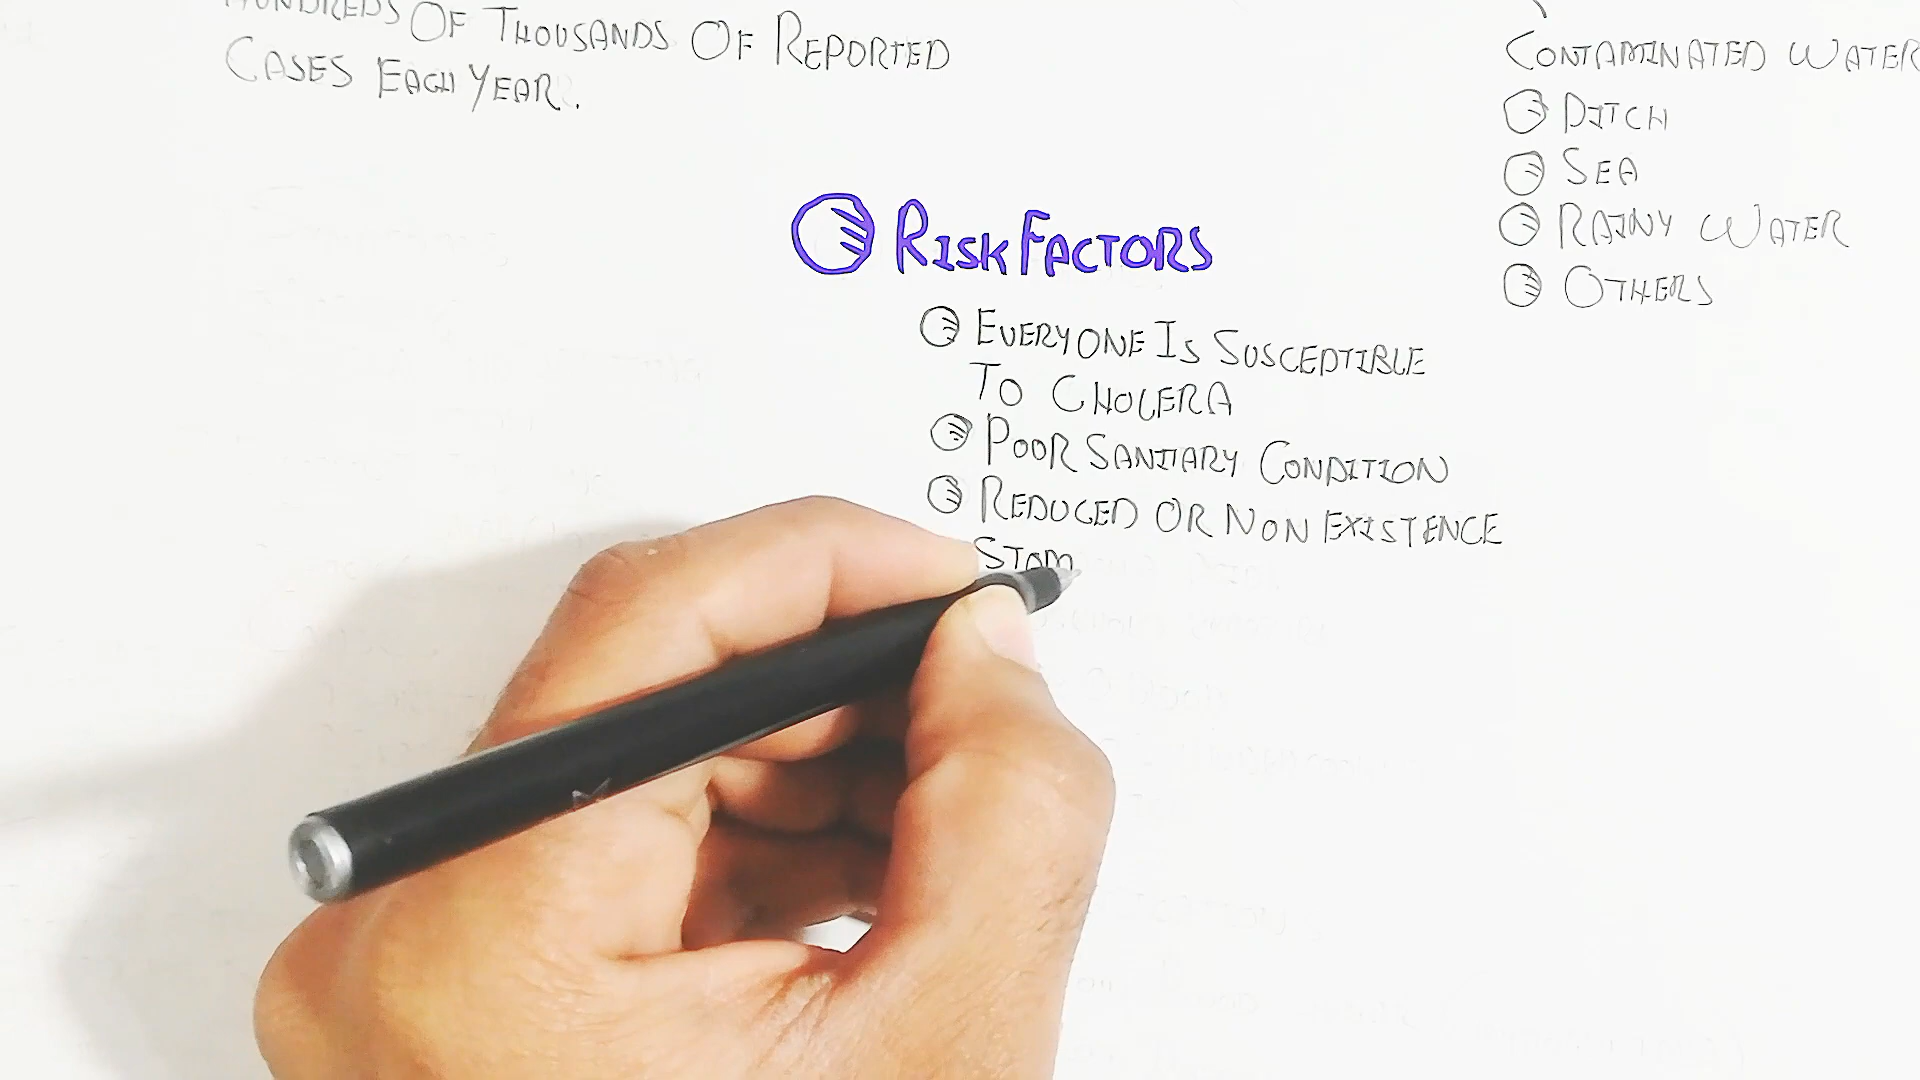 HUNDREDS OF THOUSANDS OF REPORTED
CASES EACH YEAR.
CONTAMINATED WATER
DITCH
SEA
RAINY WATER
OTHERS
RISK FACTORS
EVERYONE IS SUSCEPTIBLE
TO CHOLERA
POOR SANITARY CONDITION
REDUCED OR NON EXISTENCE
STOM